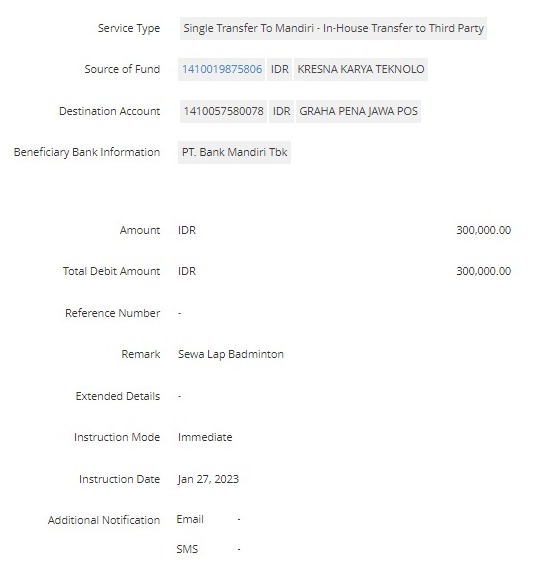 Service Type Single Transfer To Mandiri - In-House Transfer to Third Party
Source of Fund 1410019875806 IDR KRESNA KARYA TEKNOLO
Destination Account 1410057580078 IDR GRAHA PENA JAWA POS
Beneficiary Bank Information PT. Bank Mandiri Tbk
Amount IDR 300,000.00
Total Debit Amount IDR 300,000.00
Reference Number -
Remark Sewa Lap Badminton
Extended Details -
Instruction Mode Immediate
Instruction Date Jan 27, 2023
Additional Notification Email -
SMS -